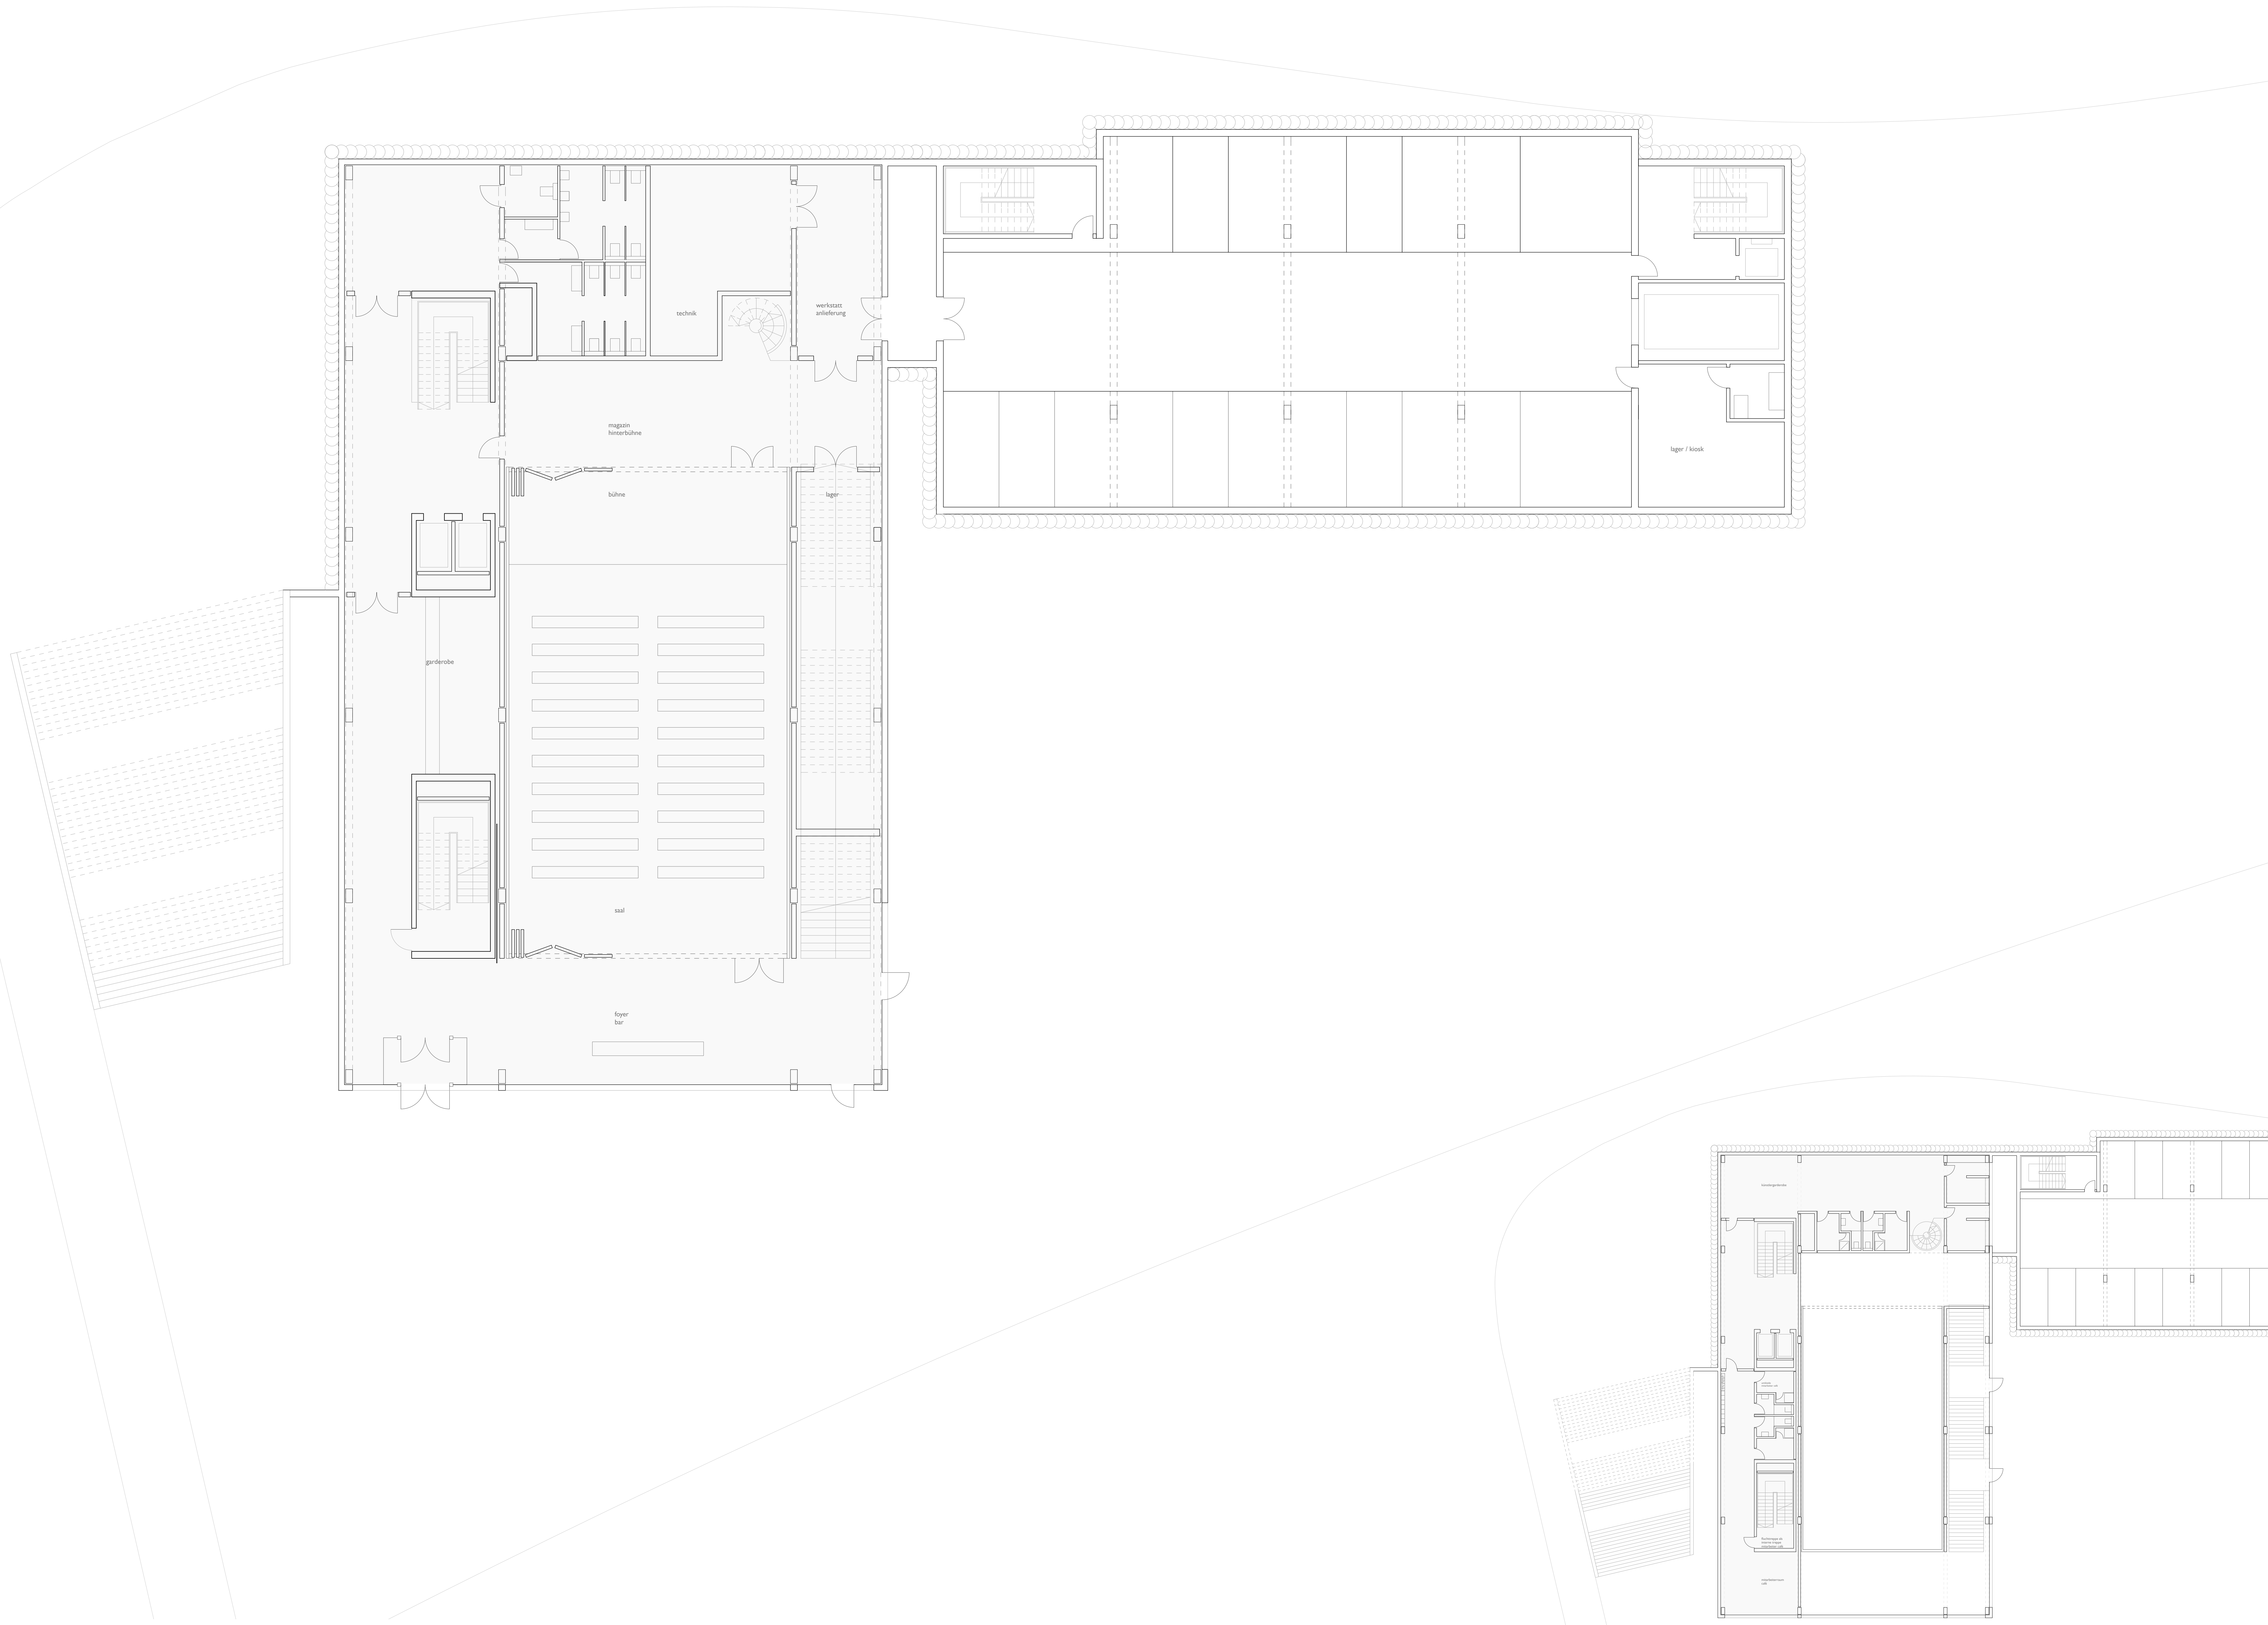 technik
werkstatt
anlieferung
magazin
hinterbühne
bühne
lager
lager / kiosk
garderobe
saal
foyer
bar